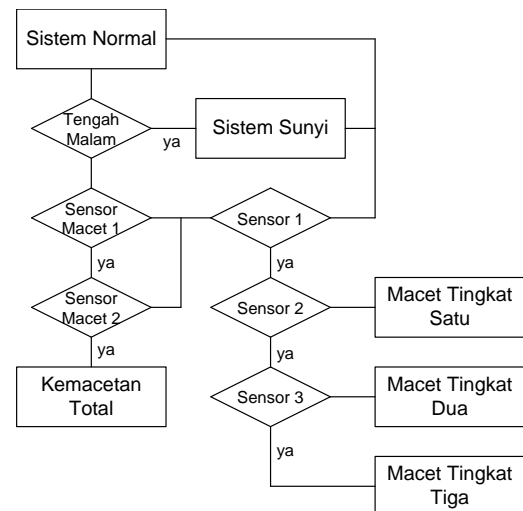 Sistem Normal
Tengah
Malam
ya
Sistem Sunyi
Sensor
Macet 1
Sensor 1
ya
ya
Sensor
Macet 2
Sensor 2
Macet Tingkat
Satu
ya
ya
Kemacetan
Total
Sensor 3
Macet Tingkat
Dua
ya
Macet Tingkat
Tiga